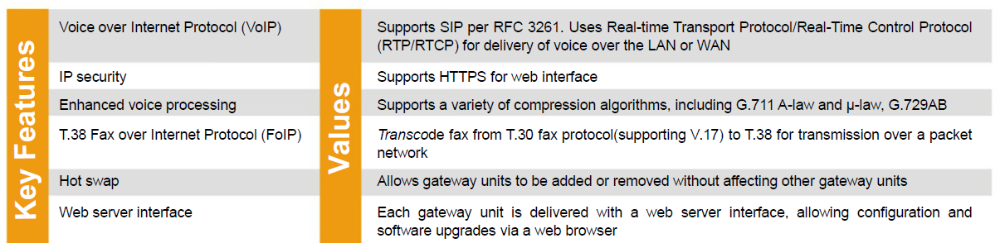 Key Features
Values
Voice over Internet Protocol (VoIP)
Supports SIP per RFC 3261. Uses Real-time Transport Protocol/Real-Time Control Protocol
(RTP/RTCP) for delivery of voice over the LAN or WAN
IP security
Supports HTTPS for web interface
Enhanced voice processing
Supports a variety of compression algorithms, including G.711 A-law and µ-law, G.729AB
T.38 Fax over Internet Protocol (FoIP)
Transcode fax from T.30 fax protocol(supporting V.17) to T.38 for transmission over a packet
network
Hot swap
Allows gateway units to be added or removed without affecting other gateway units
Web server interface
Each gateway unit is delivered with a web server interface, allowing configuration and
software upgrades via a web browser